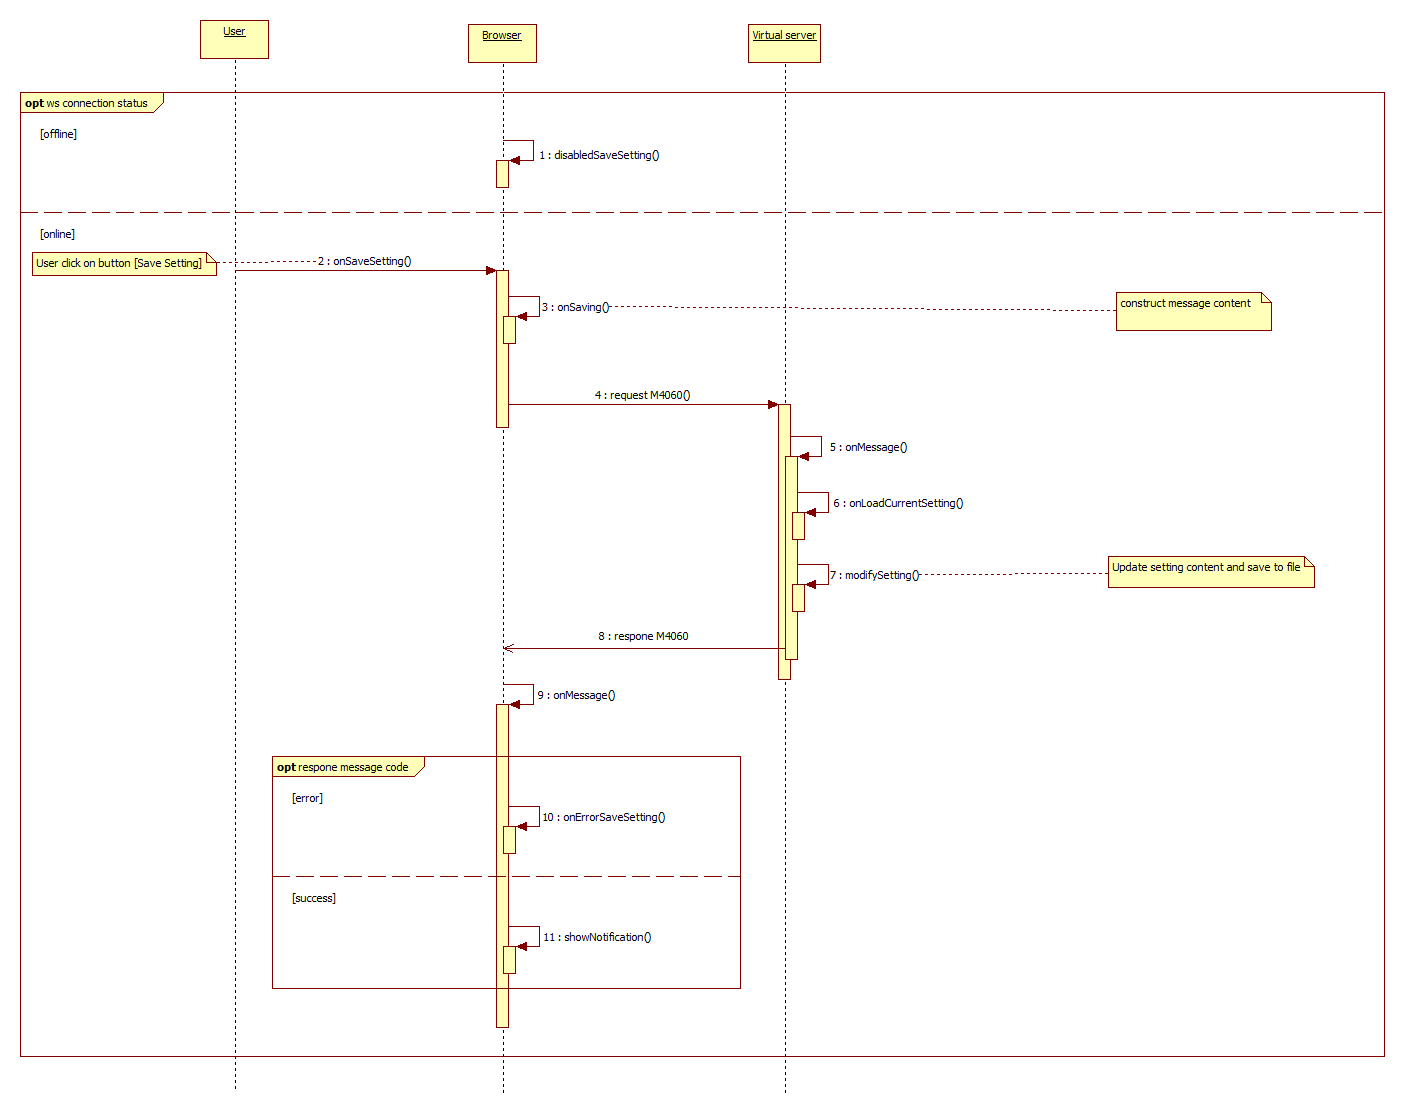 User
Browser
Virtual server
opt ws connection status
[offline]
1 : disabledSaveSetting()
[online]
User click on button [Save Setting]
2 : onSaveSetting()
3 : onSaving()
construct message content
4 : request M4060()
5 : onMessage()
6 : onLoadCurrentSetting()
7 : modifySetting()
Update setting content and save to file
8 : respone M4060
9 : onMessage()
opt respone message code
[error]
10 : onErrorSaveSetting()
[success]
11 : showNotification()